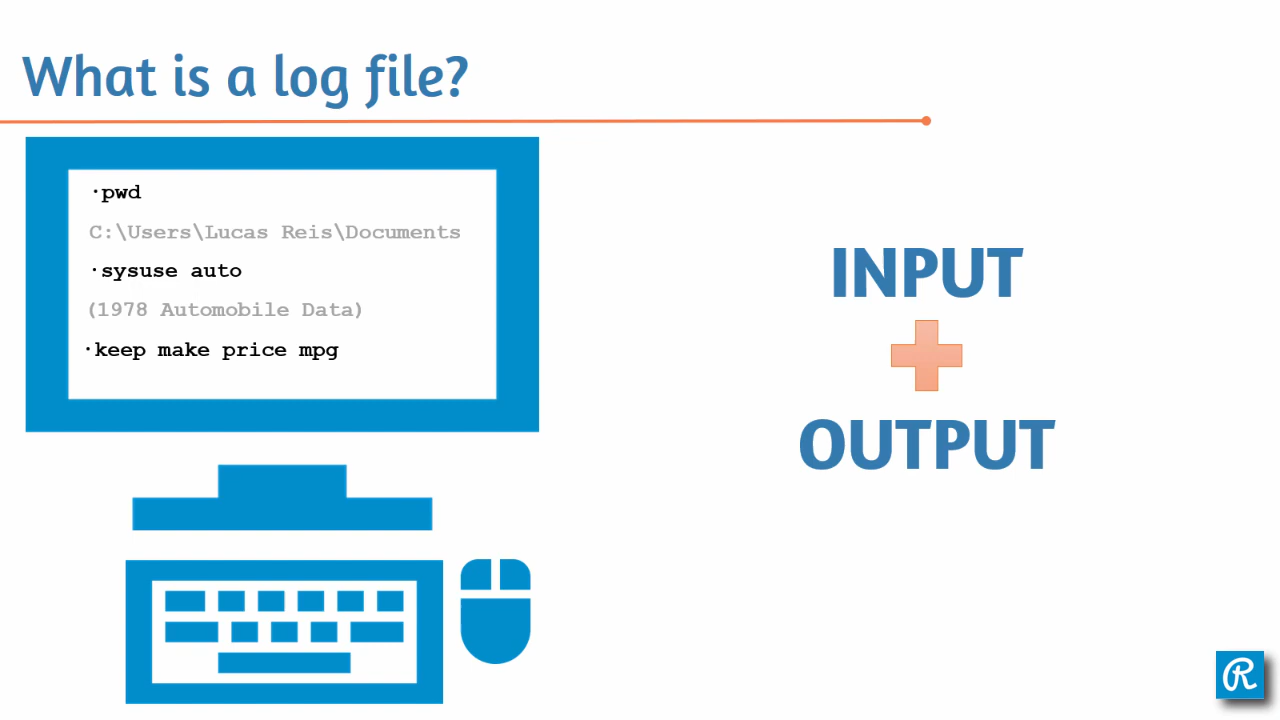 What is a log file?
·pwd
C:\Users\Lucas Reis\Documents
·sysuse auto
(1978 Automobile Data)
·keep make price mpg
INPUT
OUTPUT
R